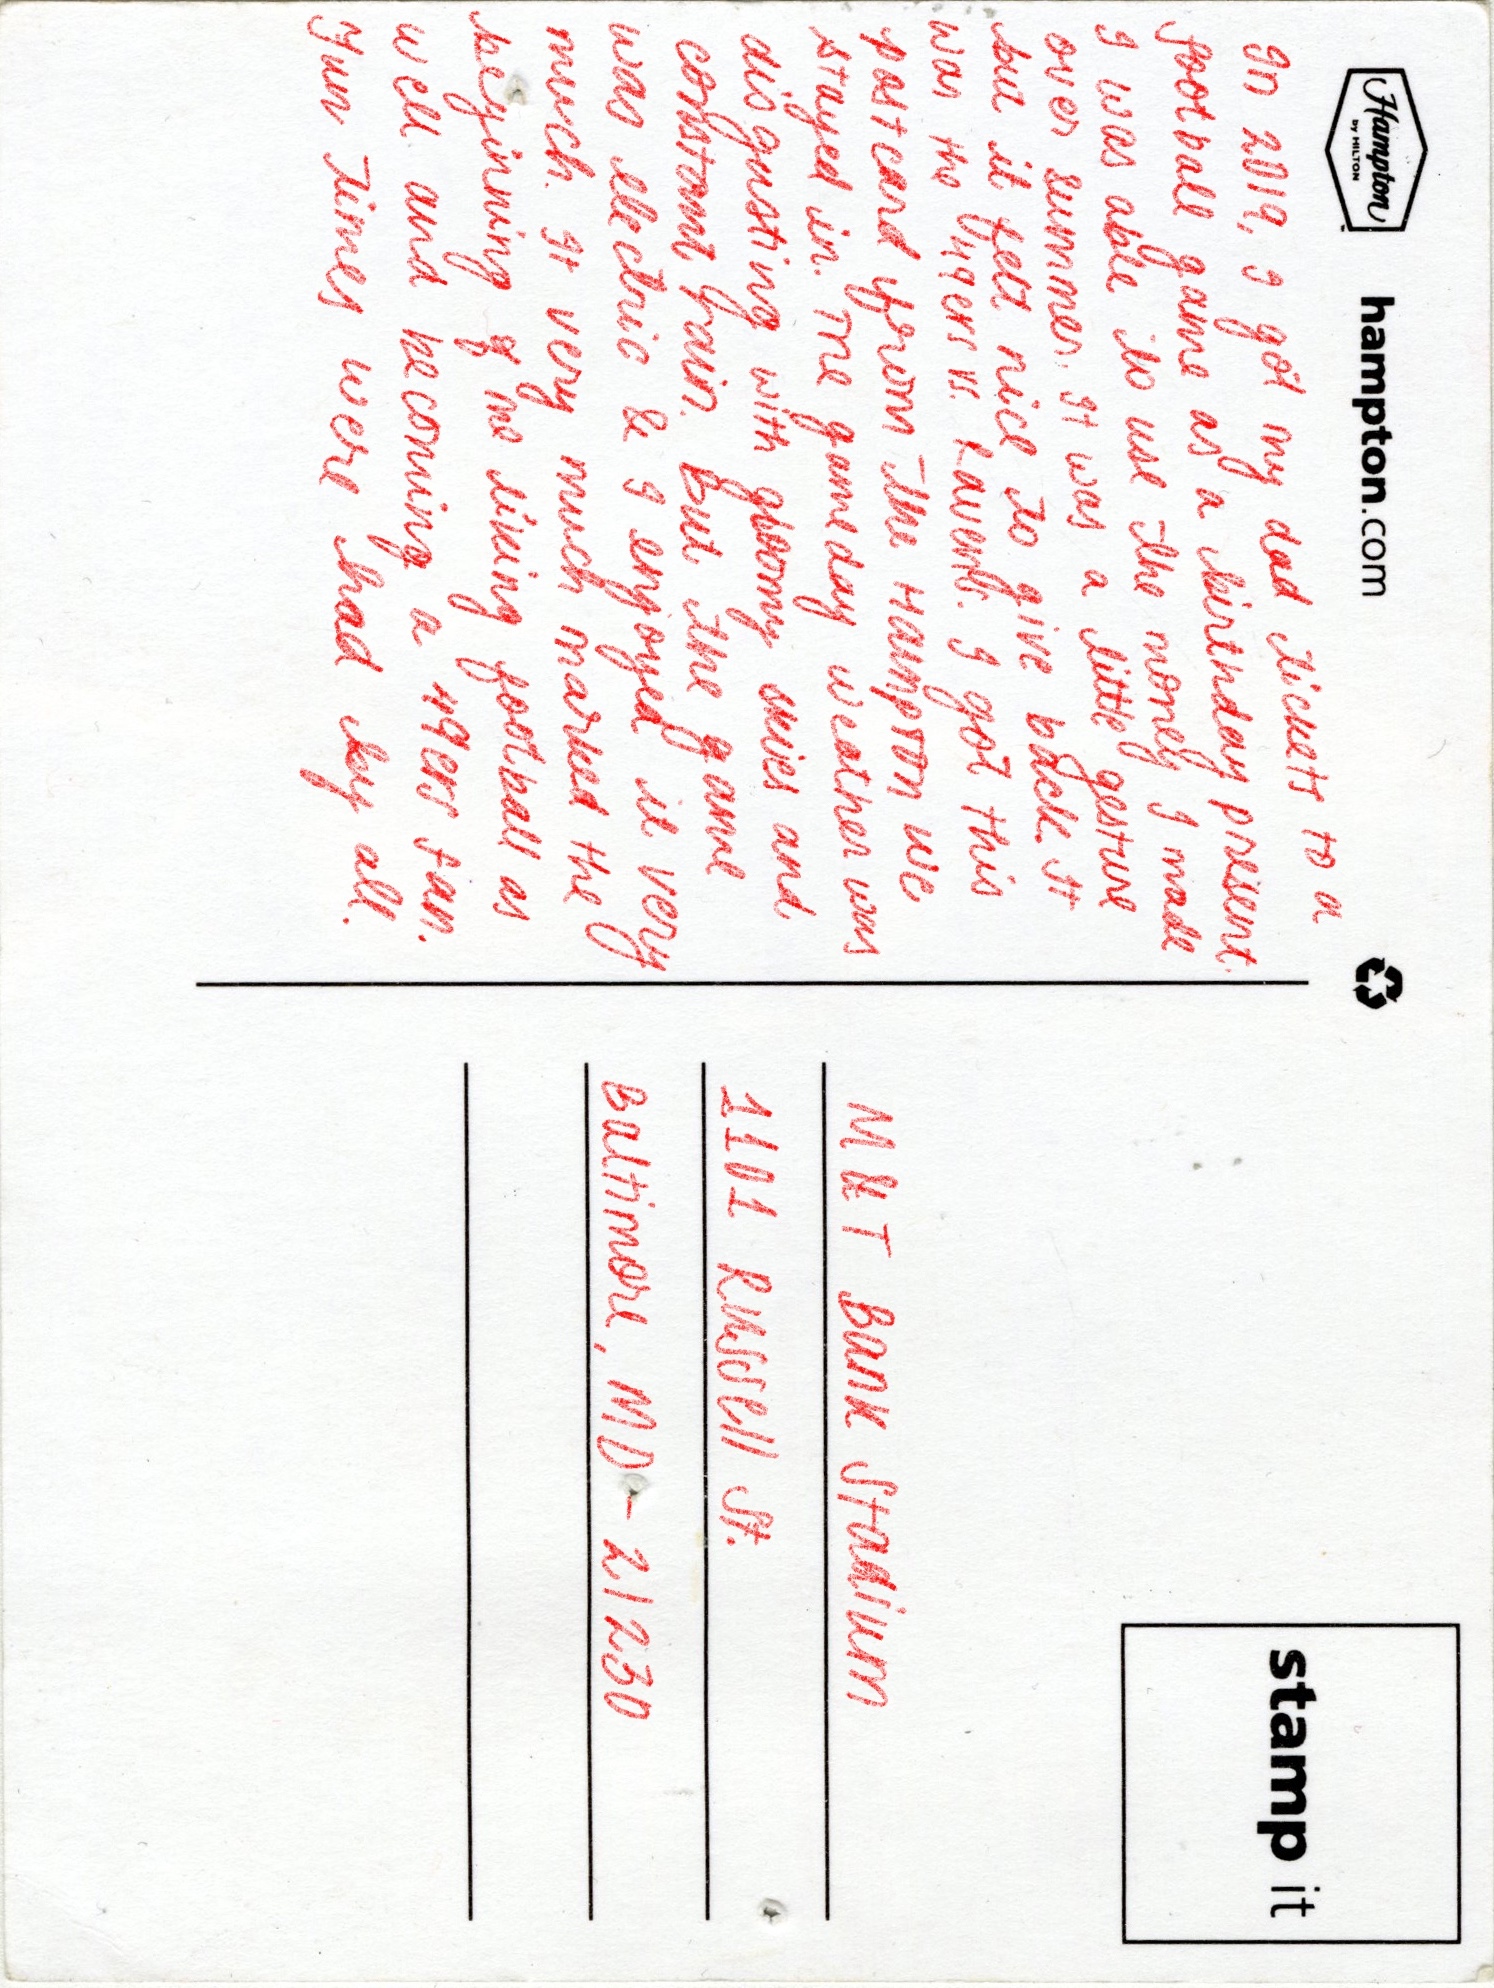 Hampton
by HILTON
hampton.com
In 2019, I got my dad tickets to a
football game as a birthday present.
I was able to use the money I made
over summer. It was a little gesture
but it felt nice to give back. It
was the 49ers vs. Ravens. I got this
postcard from the Hampton we
stayed in. The gameday weather was
disgusting with gloomy skies and
constant rain. But the game
was electric & I enjoyed it very
much. It very much marked the
beginning of me liking football as
well and becoming a 49ers fan.
Fun times were had by all.
M&T Bank Stadium
1101 Russell St.
Baltimore, MD - 21230
stamp it